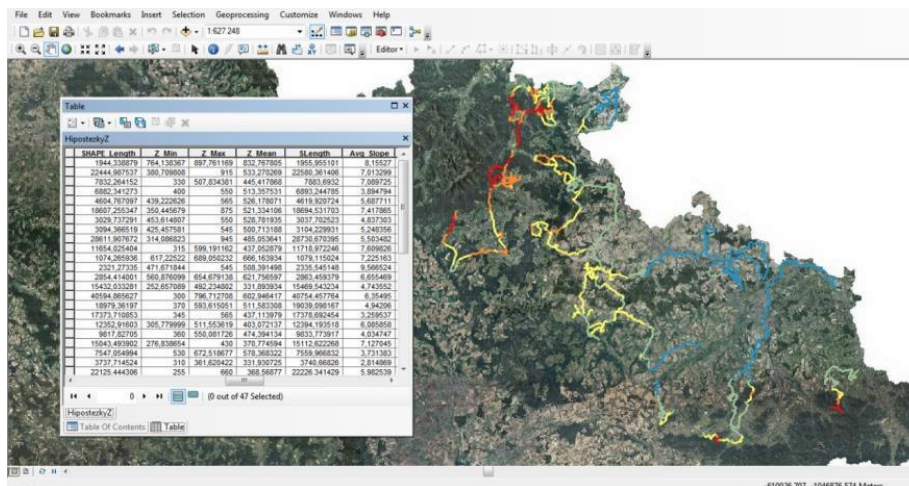 File Edit View Bookmarks Insert Selection Geoprocessing Customize Windows Help
1:627 248
Editor
Table
HipostezkyZ
SHAPE_Length Z_Min Z_Max Z_Mean SLength Avg_Slope
1944,338879 764,138367 897,761169 832,767805 1955,955101 8,15527
22444,987537 380,709808 915 533,270269 22580,361406 7,013299
7832,264152 330 507,834381 445,417868 7883,6932 7,089725
6882,341273 400 550 513,357531 6893,244785 3,894794
4604,767097 439,222626 565 526,178071 4619,920724 5,687711
18607,255347 350,445679 875 521,334106 18694,531703 7,417865
3029,737291 453,614807 550 528,781935 3037,702523 4,837303
3094,366519 425,457581 545 500,713188 3104,229931 5,248356
28611,907672 314,086823 945 485,053641 28730,670395 5,503482
11654,025404 315 599,191162 437,052879 11718,972246 7,609826
1074,265936 617,22522 689,050232 666,163934 1079,115024 7,225163
2321,27335 471,671844 545 508,391498 2335,545148 9,566524
2854,414001 560,876099 654,679138 621,756597 2863,459379 6,655469
15432,033281 252,657089 492,234802 331,893934 15469,543234 4,743552
40594,865627 300 796,712708 602,946417 40754,457764 6,35495
18979,36197 370 593,615051 511,583308 19039,098167 4,94206
17373,710853 345 565 437,113979 17378,692454 3,259537
12352,91603 305,779999 511,553619 403,072137 12394,193518 6,085858
9817,82705 360 550,081726 474,394134 9833,773917 4,034747
15043,493902 276,838654 430 370,774594 15112,622268 7,127045
7547,054994 530 672,518677 578,368322 7559,966832 3,731383
3737,714524 310 361,620422 331,930725 3740,66826 2,814869
22125,444306 255 660 368,56877 22226,341429 5,982539
0 (0 out of 47 Selected)
HipostezkyZ
Table Of Contents Table
-610026,707 -1046876,574 Meters